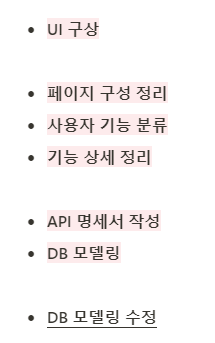 UI 구상
페이지 구성 정리
사용자 기능 분류
기능 상세 정리
API 명세서 작성
DB 모델링
DB 모델링 수정